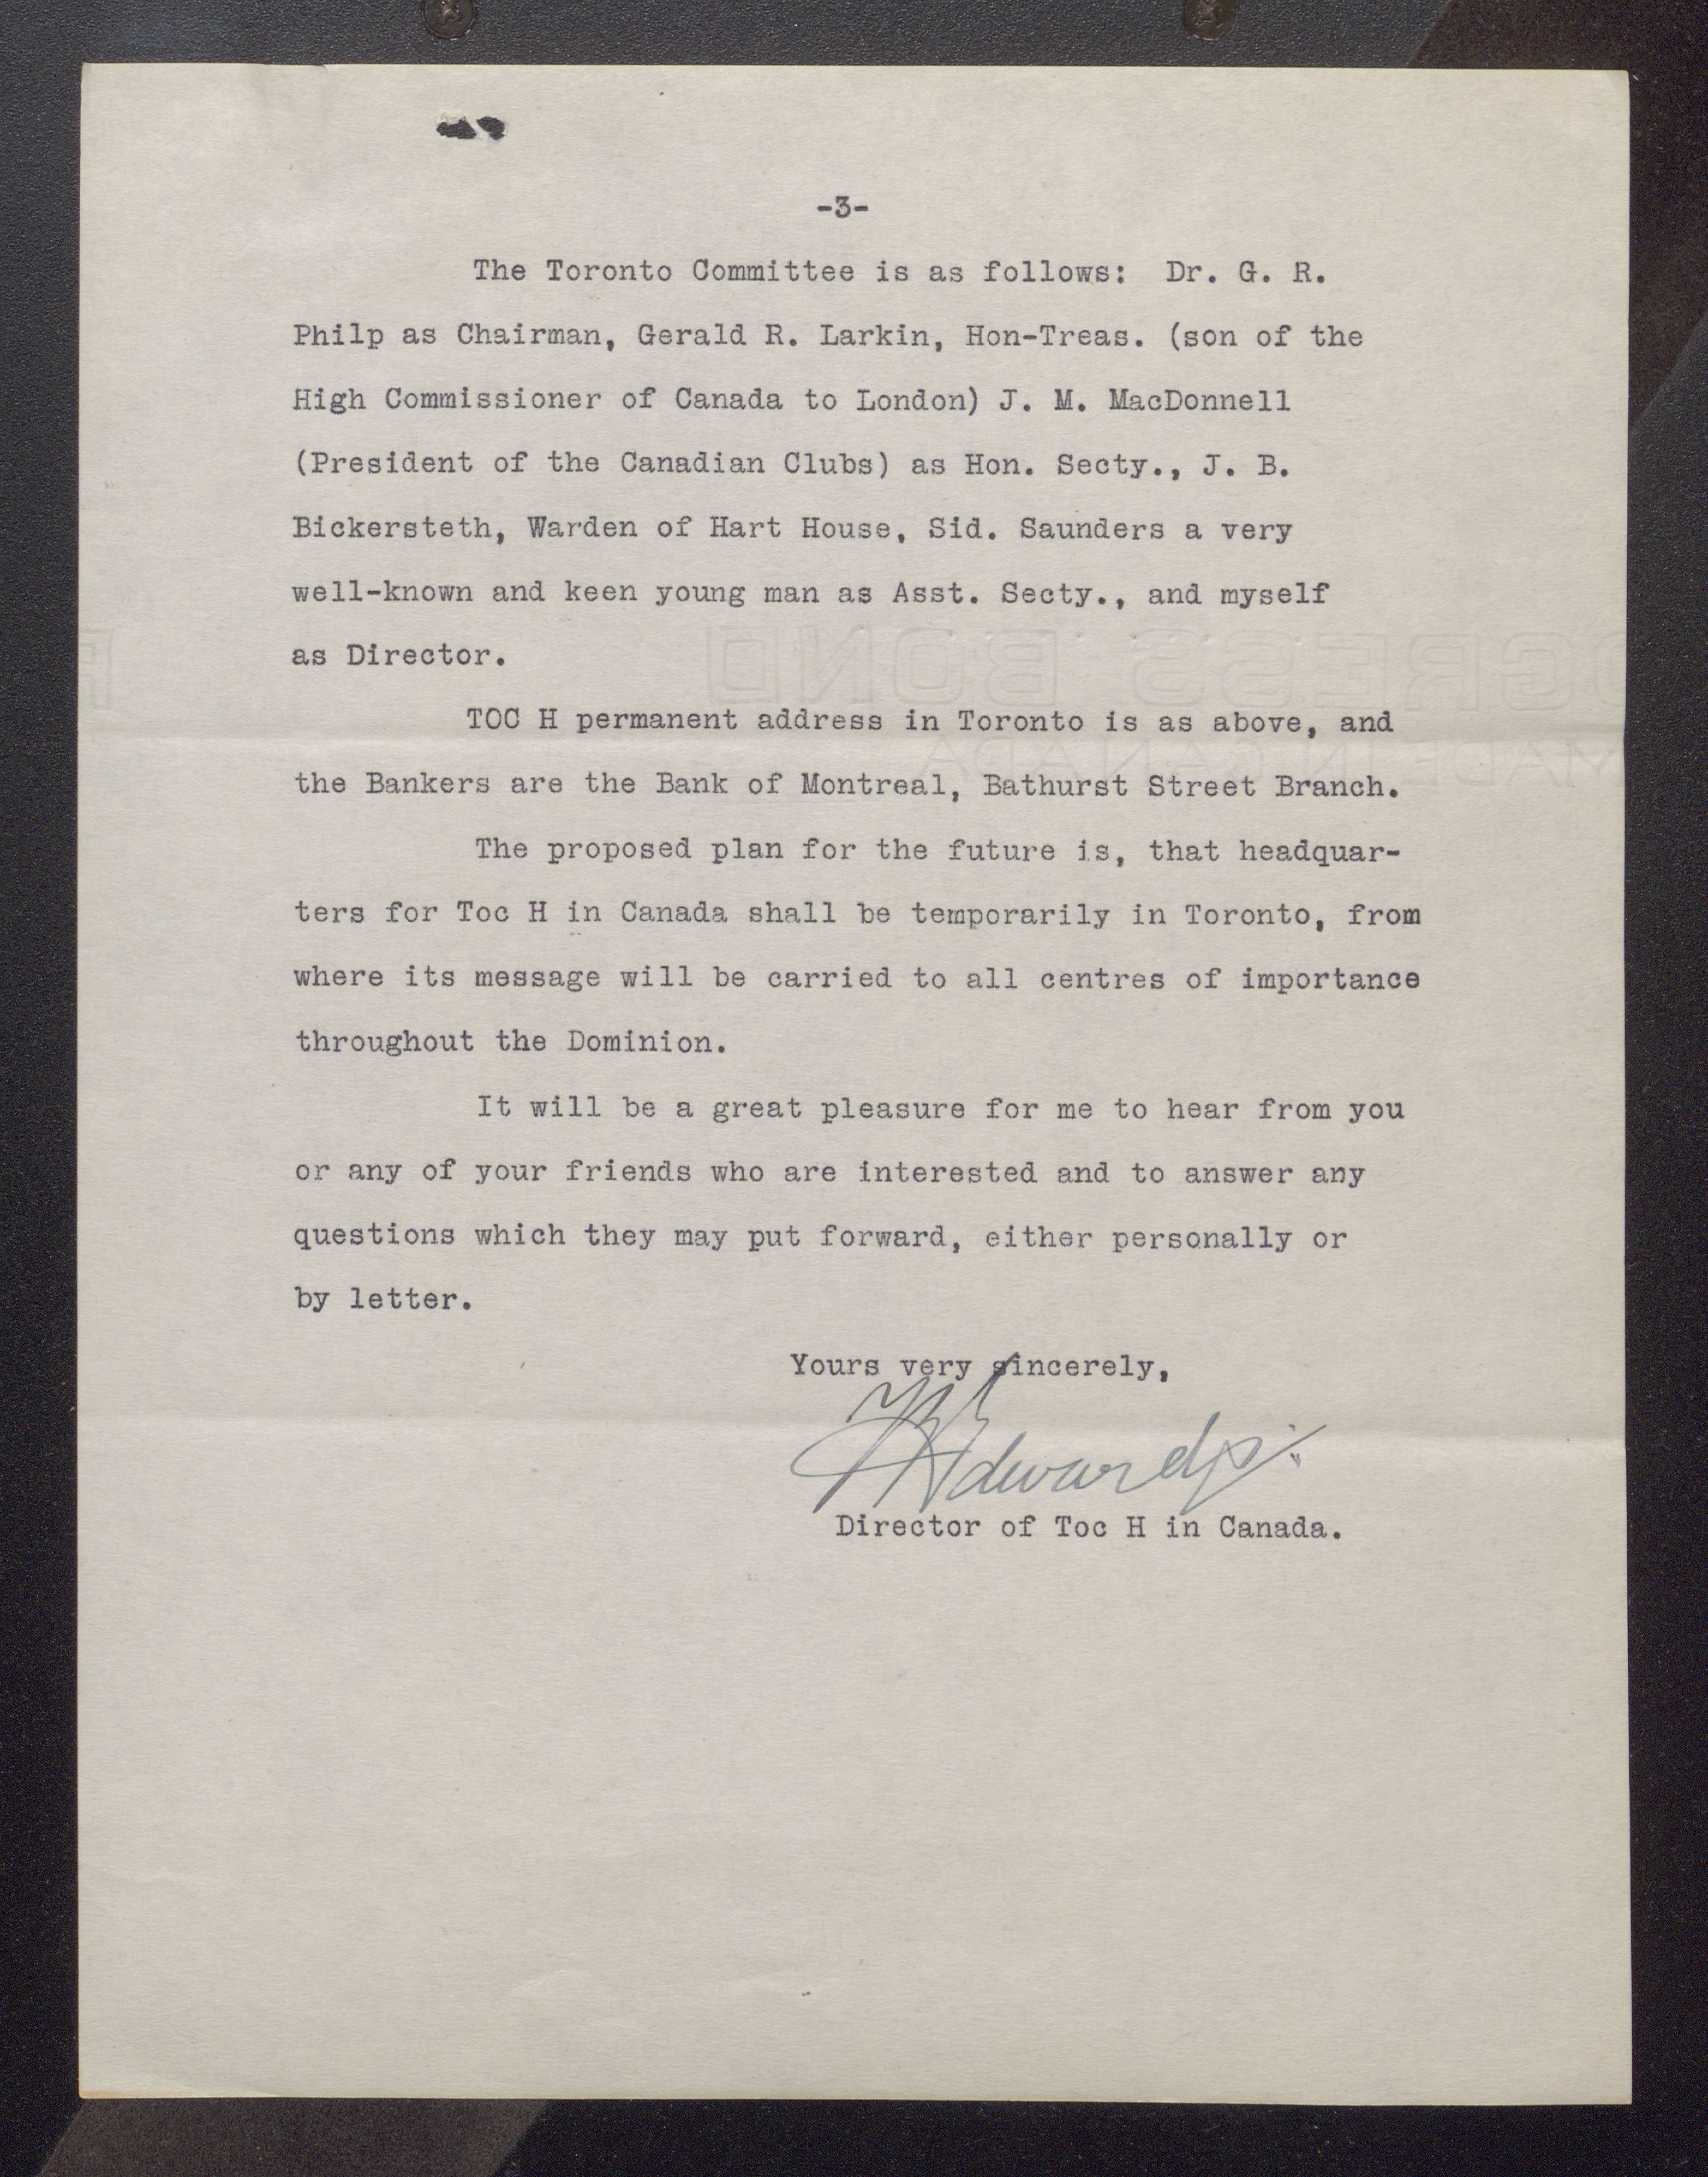 -3-
The Toronto Committee is as follows: Dr. G. R.
Philp as Chairman, Gerald R. Larkin, Hon-Treas. (son of the
High Commissioner of Canada to London) J. M. MacDonnell
(President of the Canadian Clubs) as Hon. Secty., J. B.
Bickersteth, Warden of Hart House, Sid. Saunders a very
well-known and keen young man as Asst. Secty., and myself
as Director.
TOC H permanent address in Toronto is as above, and
the Bankers are the Bank of Montreal, Bathurst Street Branch.
The proposed plan for the future is, that headquar-
ters for Toc H in Canada shall be temporarily in Toronto, from
where its message will be carried to all centres of importance
throughout the Dominion.
It will be a great pleasure for me to hear from you
or any of your friends who are interested and to answer any
questions which they may put forward, either personally or
by letter.
Yours very sincerely,
Edwards.
Director of Toc H in Canada.